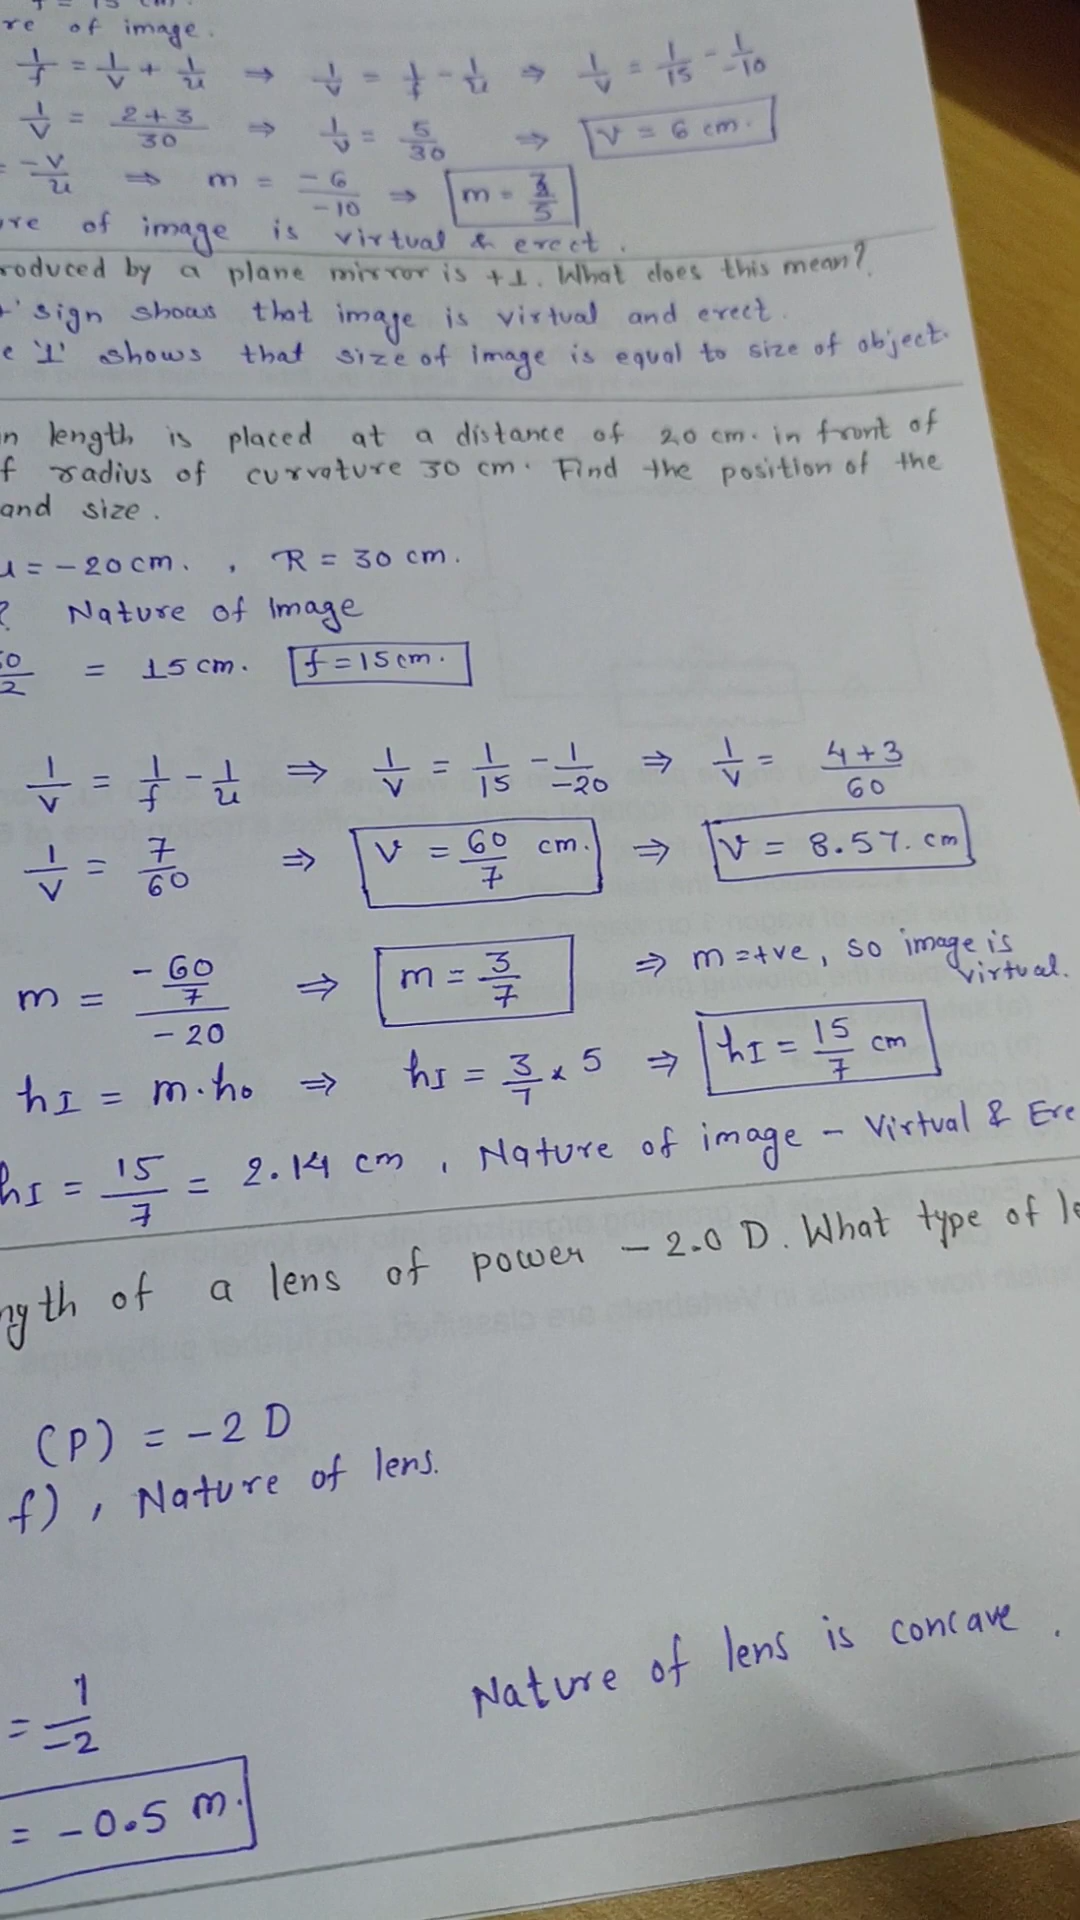 re of image.
1/f = 1/v + 1/u ⇒ 1/v = 1/f - 1/u ⇒ 1/v = 1/15 - 1/-10
1/v = 2+3/30 ⇒ 1/v = 5/30 ⇒ v = 6 cm.
= -v/u ⇒ m = -6/-10 ⇒ m = 3/5
re of image is virtual & erect.
roduced by a plane mirror is +1. What does this mean?
' sign shows that image is virtual and erect.
e '1' shows that size of image is equal to size of object.
n length is placed at a distance of 20 cm. in front of
f radius of curvature 30 cm. Find the position of the
and size.
u = -20 cm. , R = 30 cm.
? Nature of Image
30/2 = 15 cm. f = 15 cm.
1/v = 1/f - 1/u ⇒ 1/v = 1/15 - 1/-20 ⇒ 1/v = 4+3/60
1/v = 7/60 ⇒ v = 60/7 cm. ⇒ v = 8.57. cm
m = -60/7/-20 ⇒ m = 3/7 ⇒ m = +ve, so image is virtual.
hI = m.ho ⇒ hI = 3/7 x 5 ⇒ hI = 15/7 cm
hI = 15/7 = 2.14 cm , Nature of image - Virtual & Ere
ngth of a lens of power -2.0 D. What type of le
(P) = -2 D
f) , Nature of lens.
Nature of lens is concave .
= 1/-2
= -0.5 m.